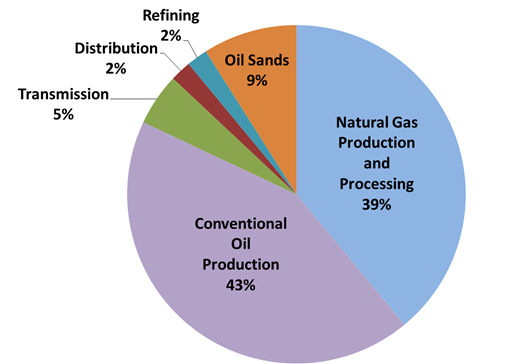 Refining
2%
Distribution
2%
Transmission
5%
Oil Sands
9%
Natural Gas
Production
and
Processing
39%
Conventional
Oil
Production
43%